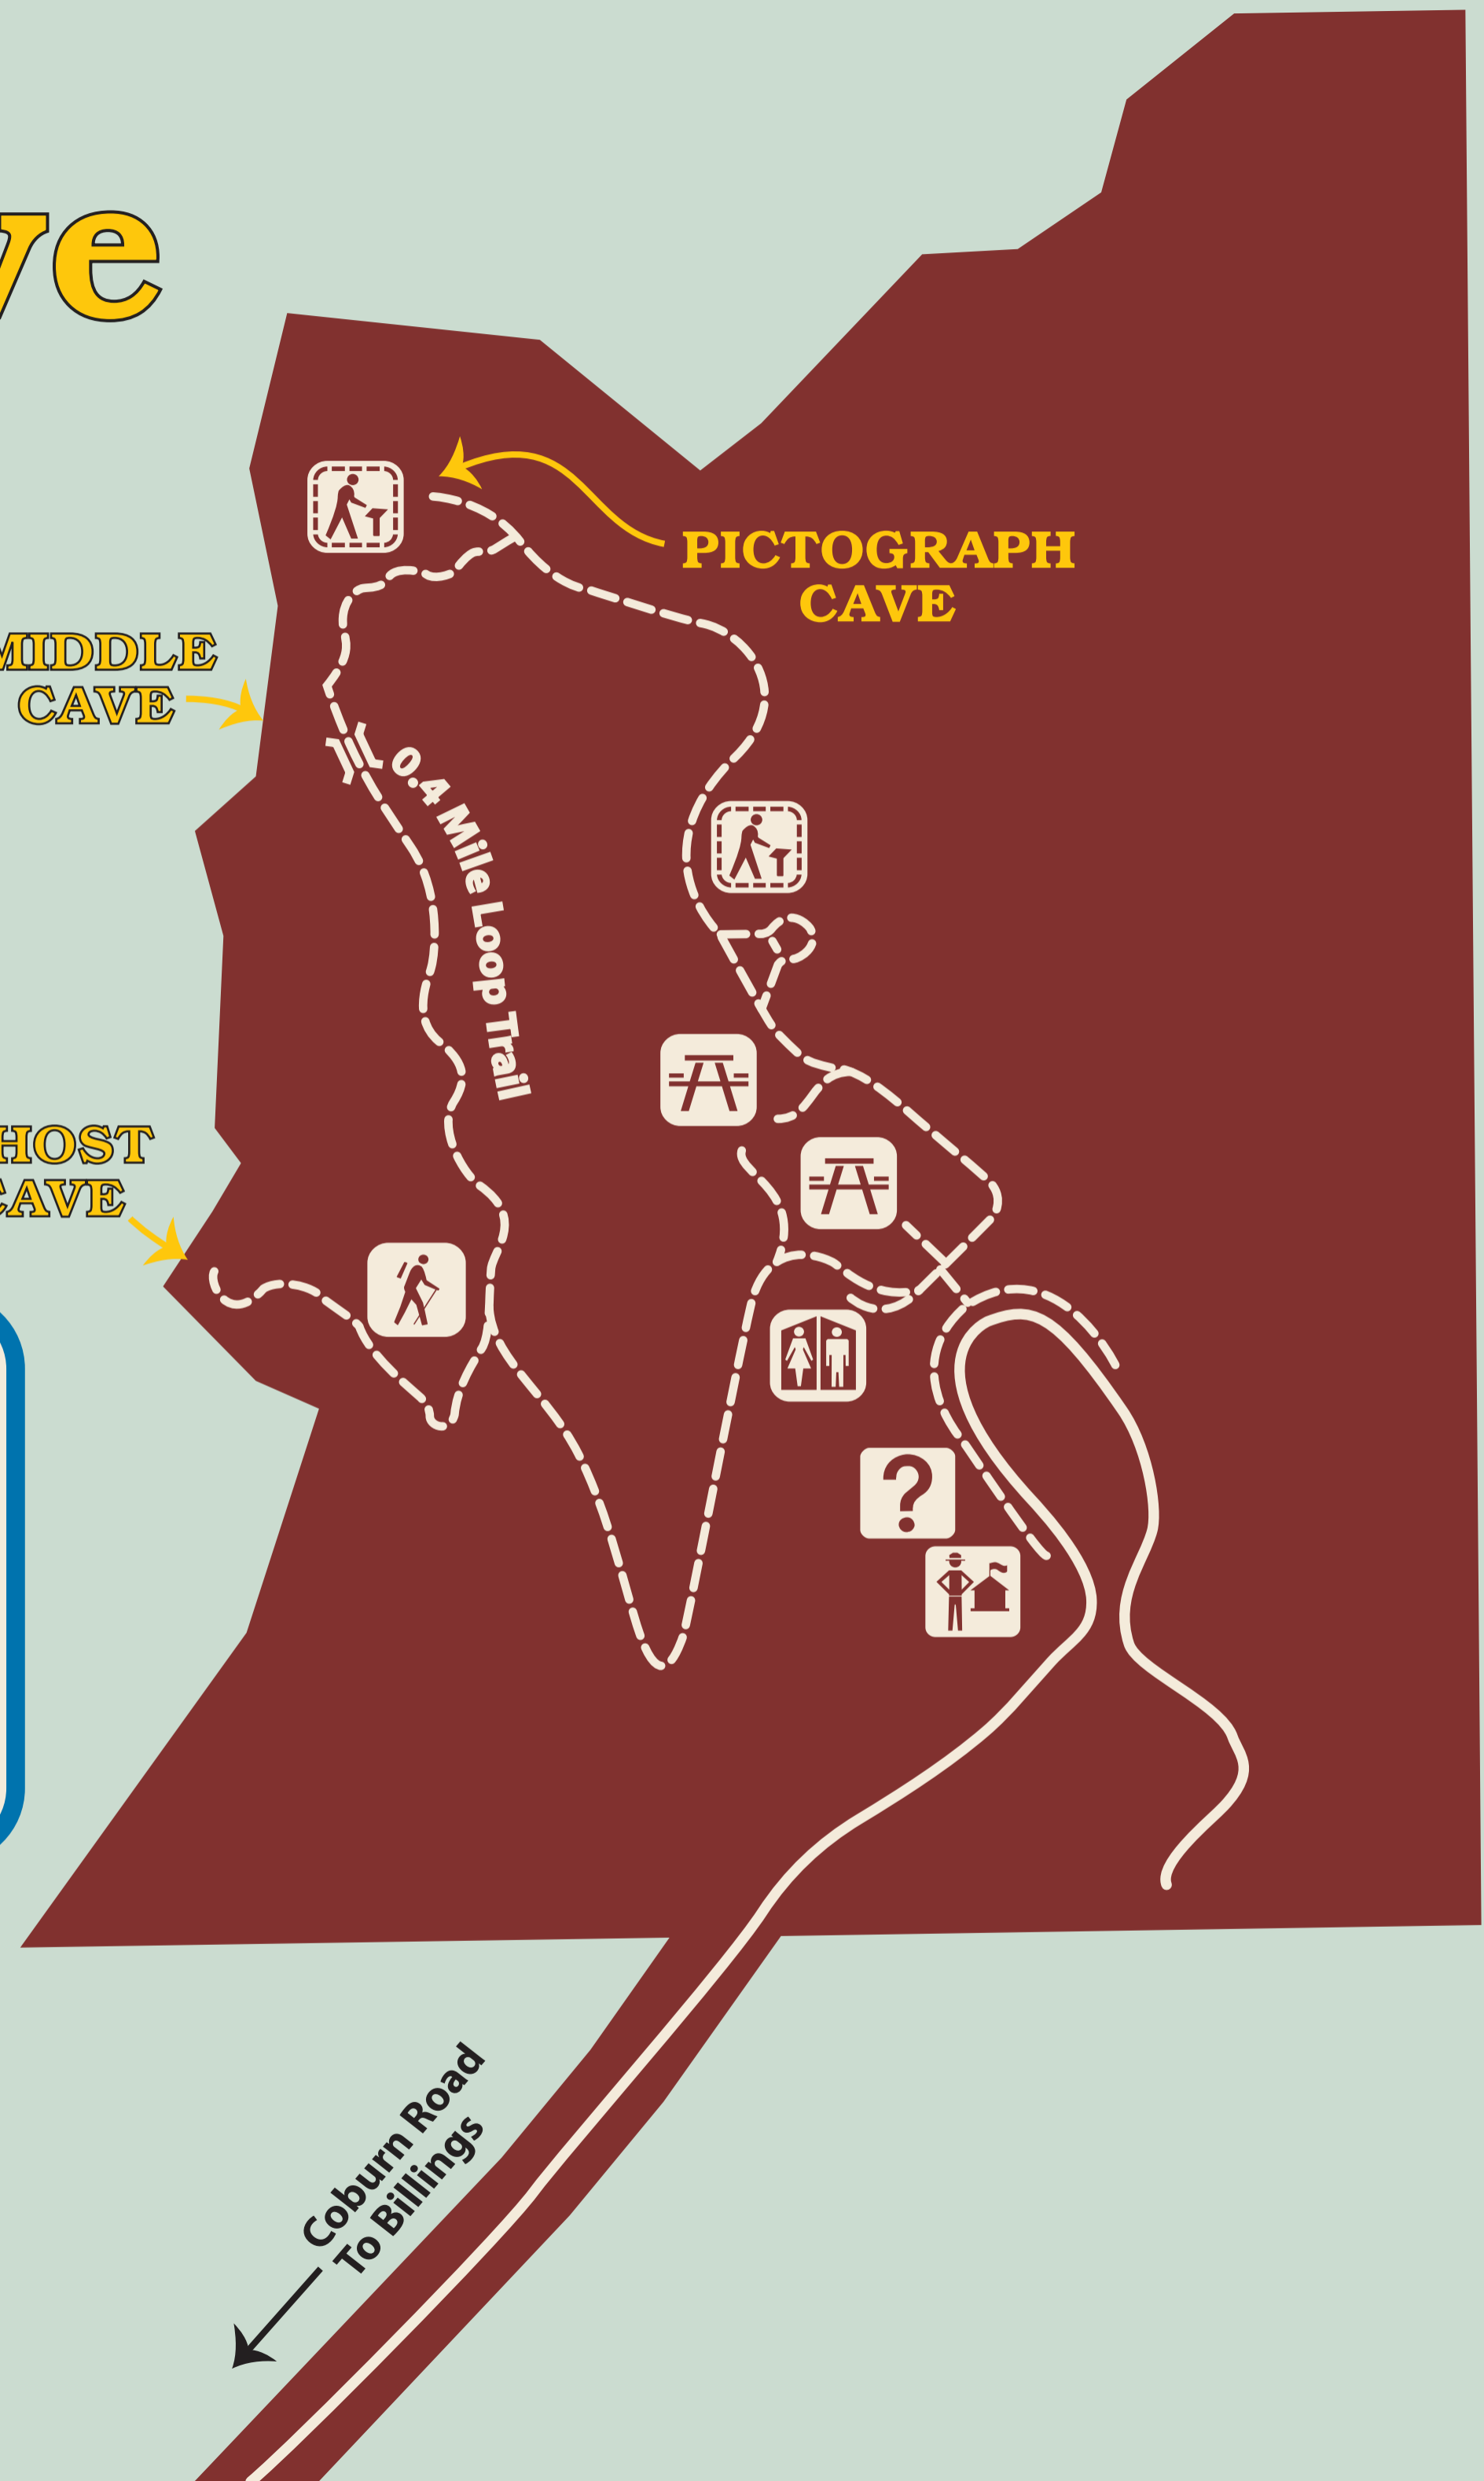 ve
PICTOGRAPH
CAVE
MIDDLE
CAVE
0.4 Mile Loop Trail
HOST
CAVE
?
Coburn Road
To Billings